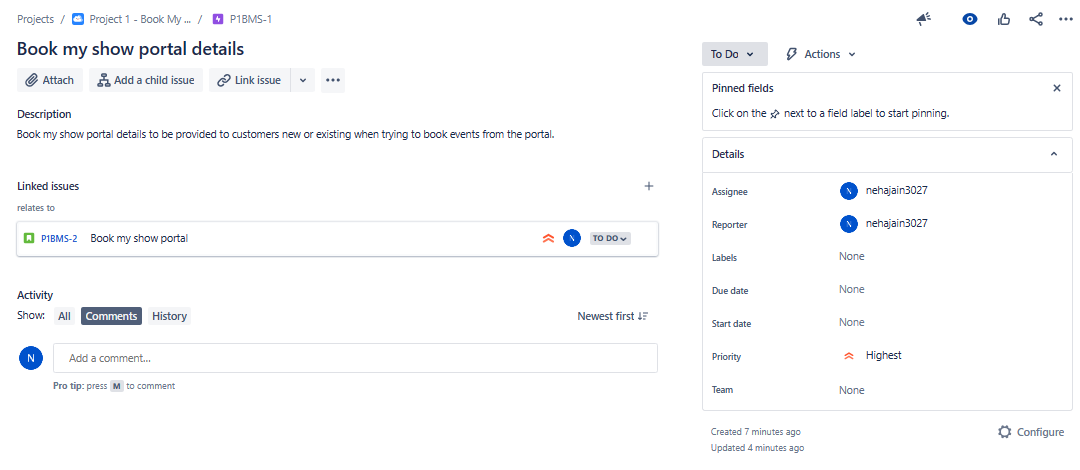 Projects / Project 1 - Book My ... / P1BMS-1
Book my show portal details
Attach Add a child issue Link issue
Description
Book my show portal details to be provided to customers new or existing when trying to book events from the portal.
Linked issues
relates to
P1BMS-2 Book my show portal N TO DO
Activity
Show: All Comments History Newest first
N Add a comment...
Pro tip: press M to comment
To Do Actions
Pinned fields
Click on the next to a field label to start pinning.
Details
Assignee N nehajain3027
Reporter N nehajain3027
Labels None
Due date None
Start date None
Priority Highest
Team None
Created 7 minutes ago Configure
Updated 4 minutes ago